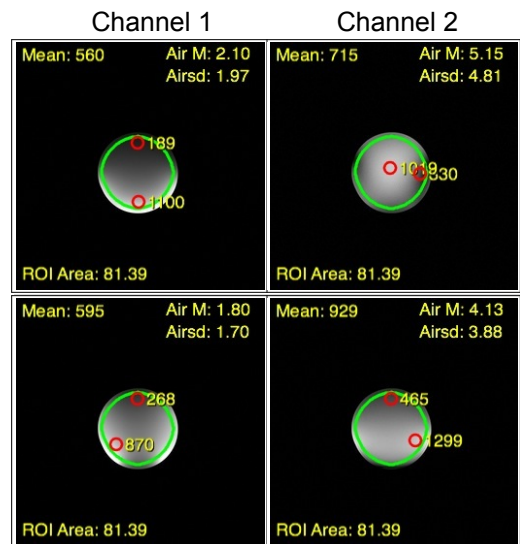 Channel 1
Channel 2
Mean: 560
Air M: 2.10
Airsd: 1.97
189
1100
ROI Area: 81.39
Mean: 715
Air M: 5.15
Airsd: 4.81
1019
330
ROI Area: 81.39
Mean: 595
Air M: 1.80
Airsd: 1.70
268
870
ROI Area: 81.39
Mean: 929
Air M: 4.13
Airsd: 3.88
465
1299
ROI Area: 81.39